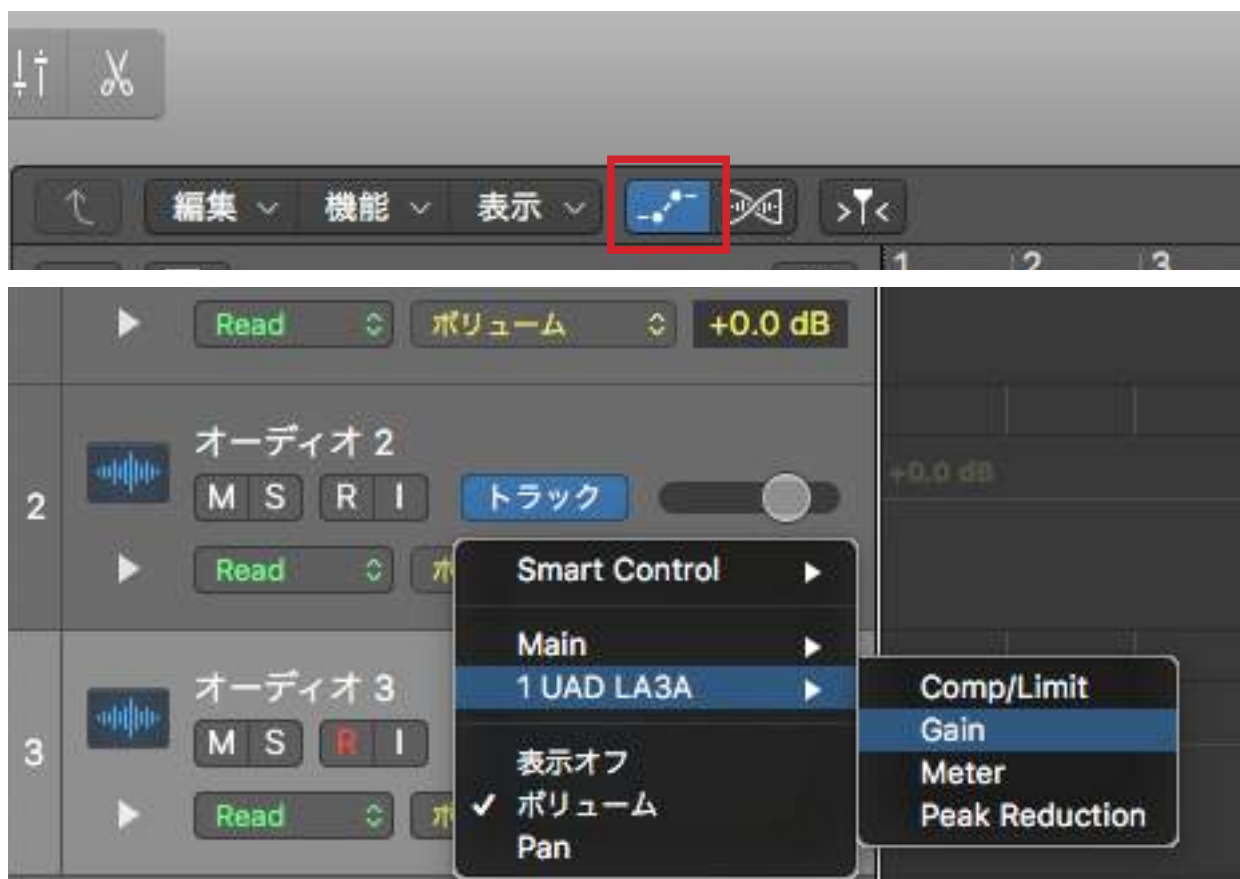 編集 機能 表示
1 2 3
Read ポリューム +0.0 dB
オーディオ 2
+0.0 dB
2 M S R I トラック
Read ポ
Smart Control
Main
1 UAD LA3A
表示オフ
✓ ボリューム
Pan
Comp/Limit
Gain
Meter
Peak Reduction
オーディオ 3
3 M S R I
Read ポ